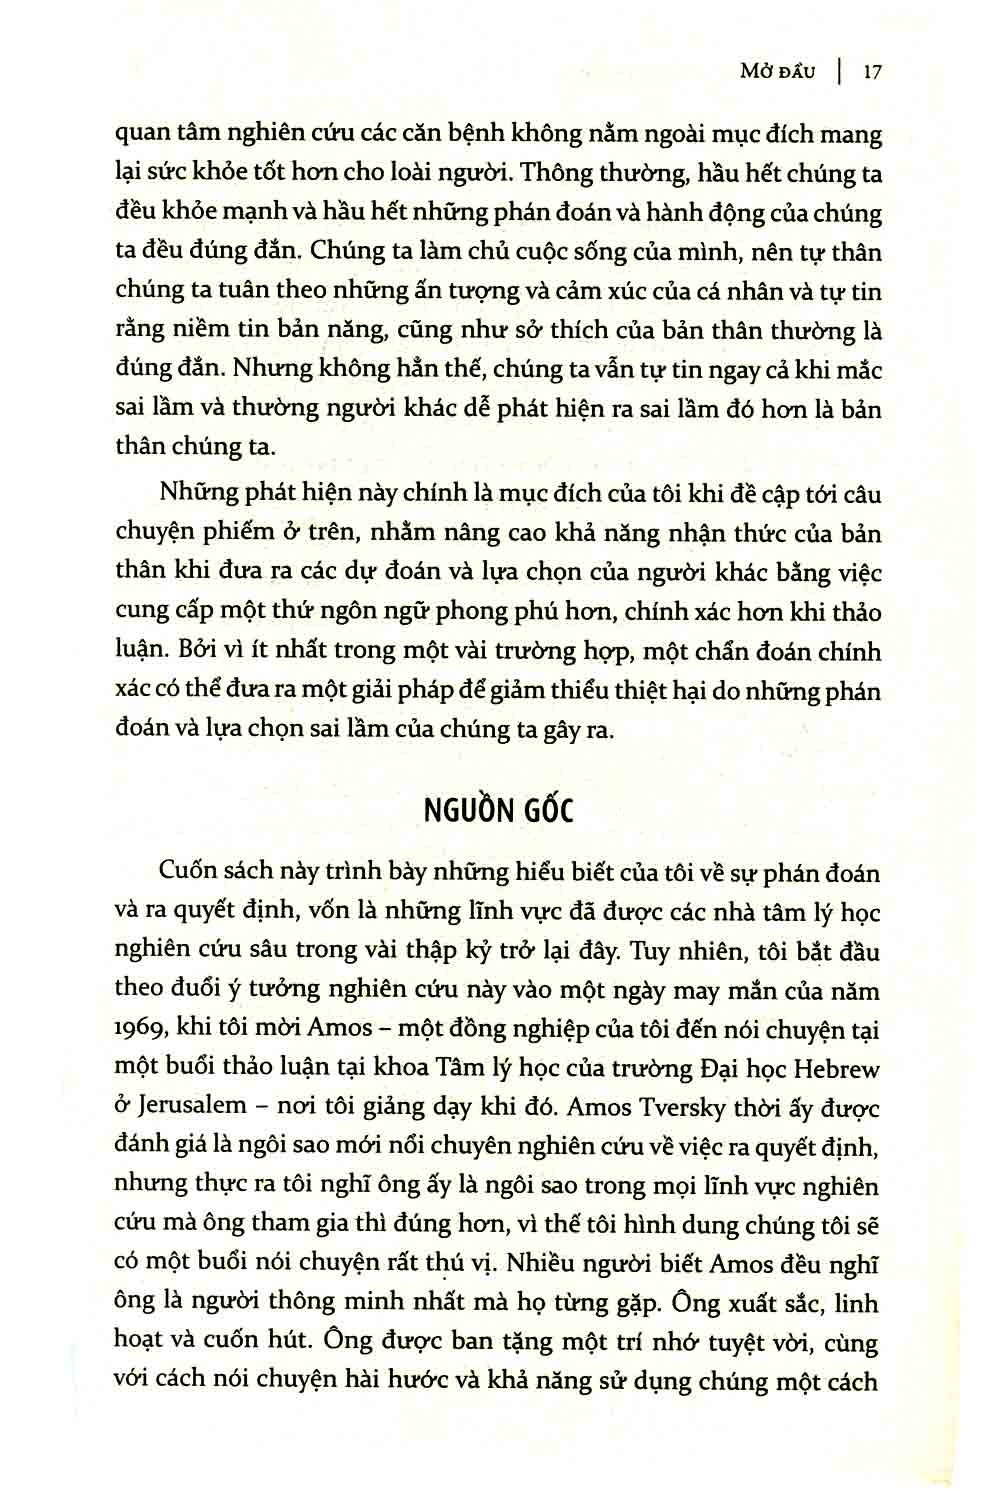 MỞ ĐẦU | 17
quan tâm nghiên cứu các căn bệnh không nằm ngoài mục đích mang
lại sức khỏe tốt hơn cho loài người. Thông thường, hầu hết chúng ta
đều khỏe mạnh và hầu hết những phán đoán và hành động của chúng
ta đều đúng đắn. Chúng ta làm chủ cuộc sống của mình, nên tự thân
chúng ta tuân theo những ấn tượng và cảm xúc của cá nhân và tự tin
rằng niềm tin bản năng, cũng như sở thích của bản thân thường là
đúng đắn. Nhưng không hẳn thế, chúng ta vẫn tự tin ngay cả khi mắc
sai lầm và thường người khác dễ phát hiện ra sai lầm đó hơn là bản
thân chúng ta.
Những phát hiện này chính là mục đích của tôi khi đề cập tới câu
chuyện phiếm ở trên, nhằm nâng cao khả năng nhận thức của bản
thân khi đưa ra các dự đoán và lựa chọn của người khác bằng việc
cung cấp một thứ ngôn ngữ phong phú hơn, chính xác hơn khi thảo
luận. Bởi vì ít nhất trong một vài trường hợp, một chẩn đoán chính
xác có thể đưa ra một giải pháp để giảm thiểu thiệt hại do những phán
đoán và lựa chọn sai lầm của chúng ta gây ra.
NGUỒN GỐC
Cuốn sách này trình bày những hiểu biết của tôi về sự phán đoán
và ra quyết định, vốn là những lĩnh vực đã được các nhà tâm lý học
nghiên cứu sâu trong vài thập kỷ trở lại đây. Tuy nhiên, tôi bắt đầu
theo đuổi ý tưởng nghiên cứu này vào một ngày may mắn của năm
1969, khi tôi mời Amos – một đồng nghiệp của tôi đến nói chuyện tại
một buổi thảo luận tại khoa Tâm lý học của trường Đại học Hebrew
ở Jerusalem – nơi tôi giảng dạy khi đó. Amos Tversky thời ấy được
đánh giá là ngôi sao mới nổi chuyên nghiên cứu về việc ra quyết định,
nhưng thực ra tôi nghĩ ông ấy là ngôi sao trong mọi lĩnh vực nghiên
cứu mà ông tham gia thì đúng hơn, vì thế tôi hình dung chúng tôi sẽ
có một buổi nói chuyện rất thú vị. Nhiều người biết Amos đều nghĩ
ông là người thông minh nhất mà họ từng gặp. Ông xuất sắc, linh
hoạt và cuốn hút. Ông được ban tặng một trí nhớ tuyệt vời, cùng
với cách nói chuyện hài hước và khả năng sử dụng chúng một cách